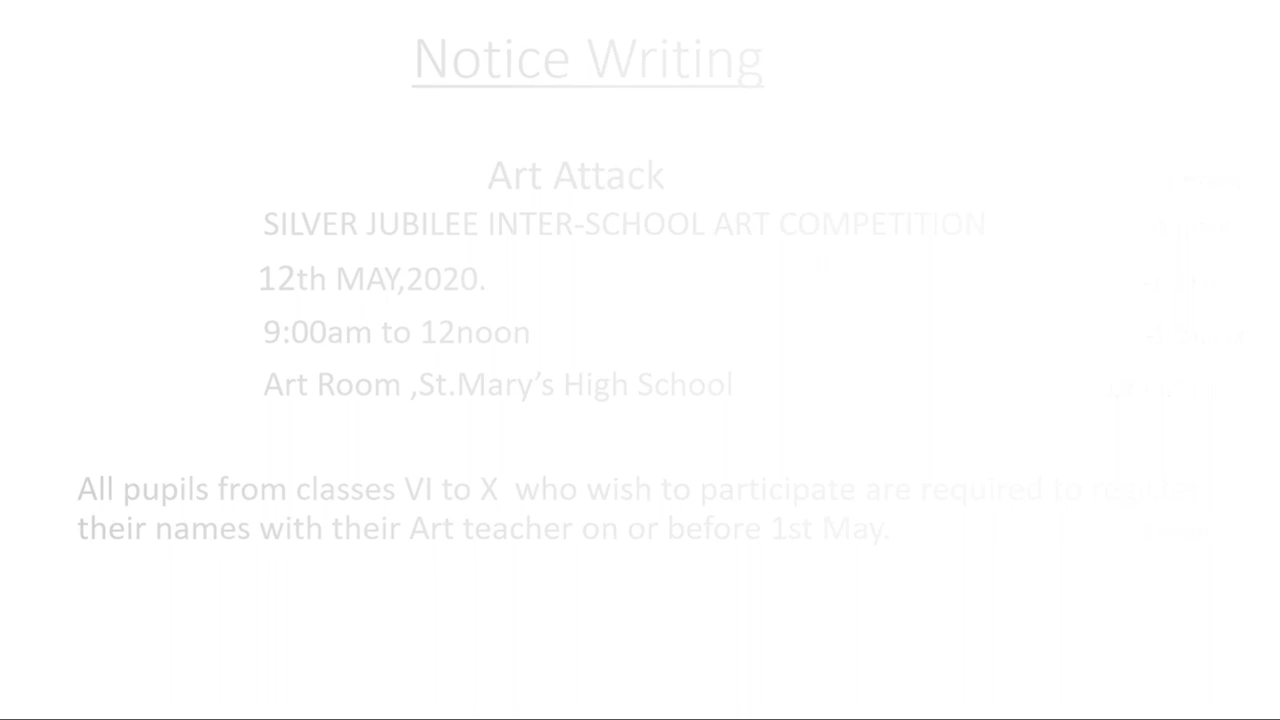 Notice Writing
Art Attack
SILVER JUBILEE INTER-SCHOOL ART COMPETITION
12th MAY,2020.
9:00am to 12noon
Art Room ,St.Mary's High School
All pupils from classes VI to X who wish to participate are required to
their names with their Art teacher on or before 1st May.